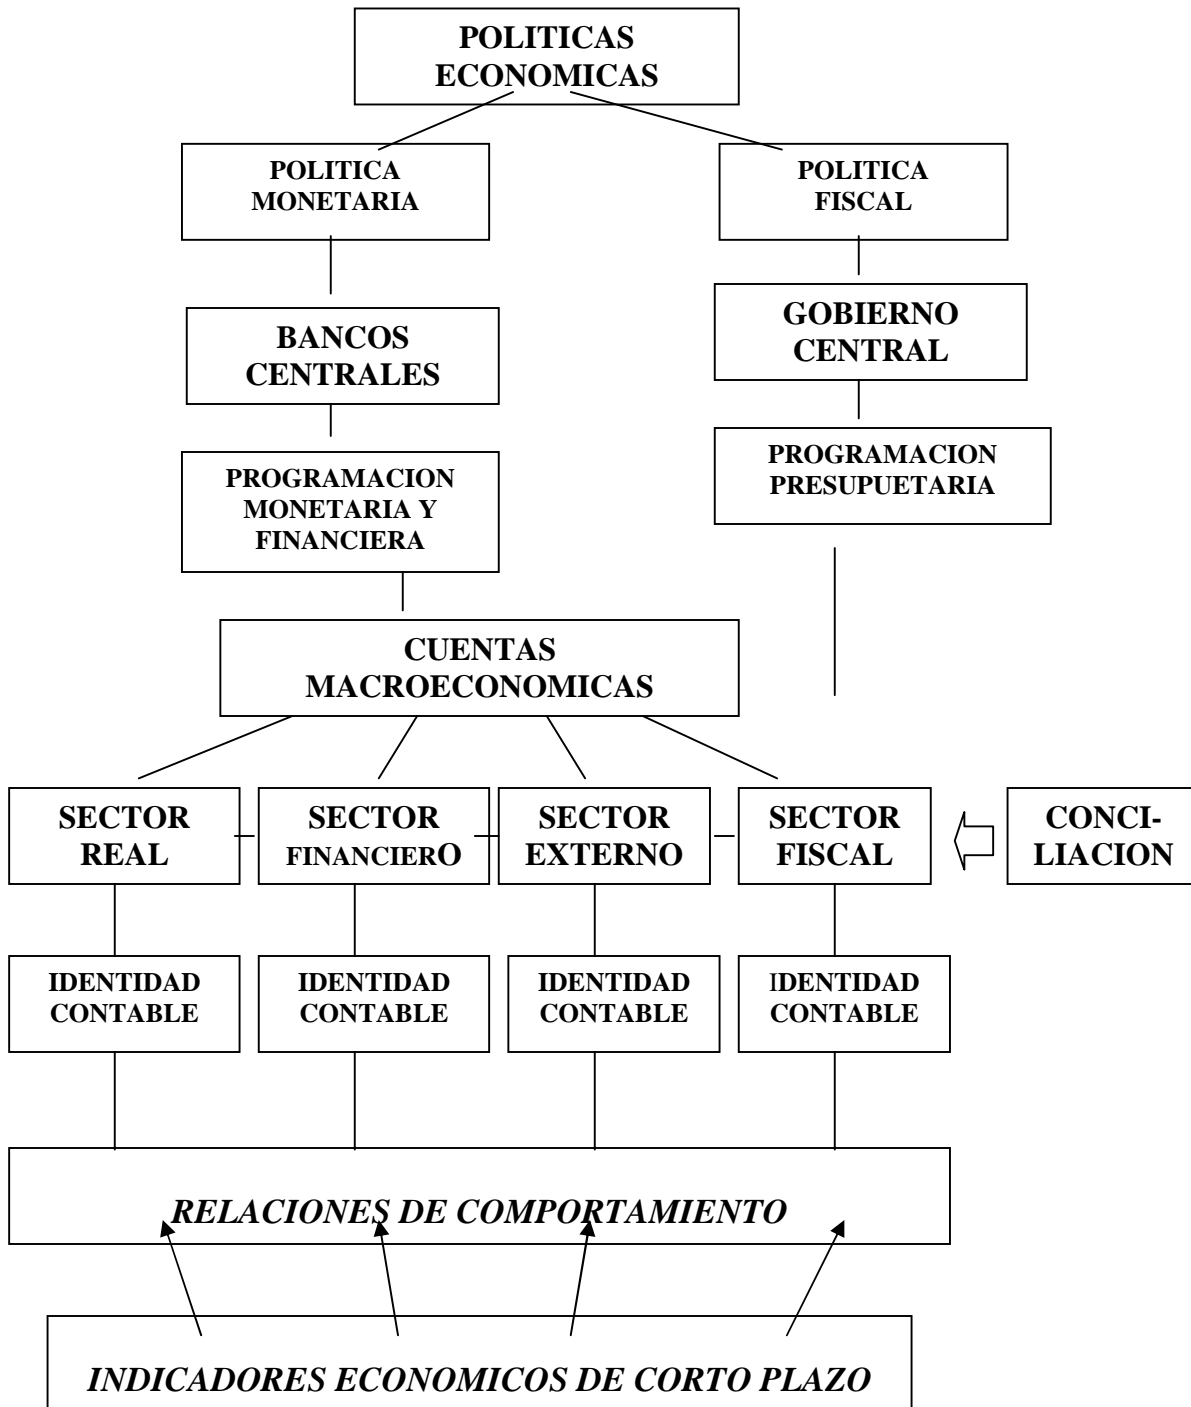 POLITICAS
ECONOMICAS
POLITICA
MONETARIA
POLITICA
FISCAL
BANCOS
CENTRALES
GOBIERNO
CENTRAL
PROGRAMACION
MONETARIA Y
FINANCIERA
PROGRAMACION
PRESUPUETARIA
CUENTAS
MACROECONOMICAS
SECTOR
REAL
SECTOR
FINANCIERO
SECTOR
EXTERNO
SECTOR
FISCAL
CONCI-
LIACION
IDENTIDAD
CONTABLE
IDENTIDAD
CONTABLE
IDENTIDAD
CONTABLE
IDENTIDAD
CONTABLE
RELACIONES DE COMPORTAMIENTO
INDICADORES ECONOMICOS DE CORTO PLAZO